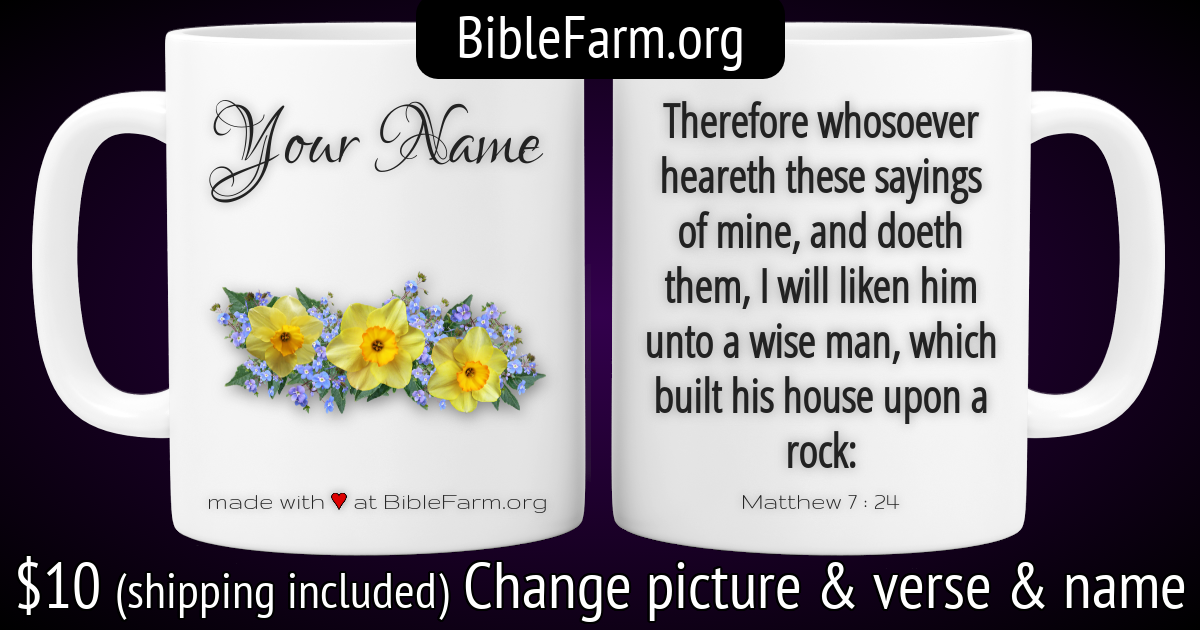 BibleFarm.org
Your Name
made with ♥ at BibleFarm.org
Therefore whosoever
heareth these sayings
of mine, and doeth
them, I will liken him
unto a wise man, which
built his house upon a
rock:
Matthew 7 : 24
$10 (shipping included) Change picture & verse & name